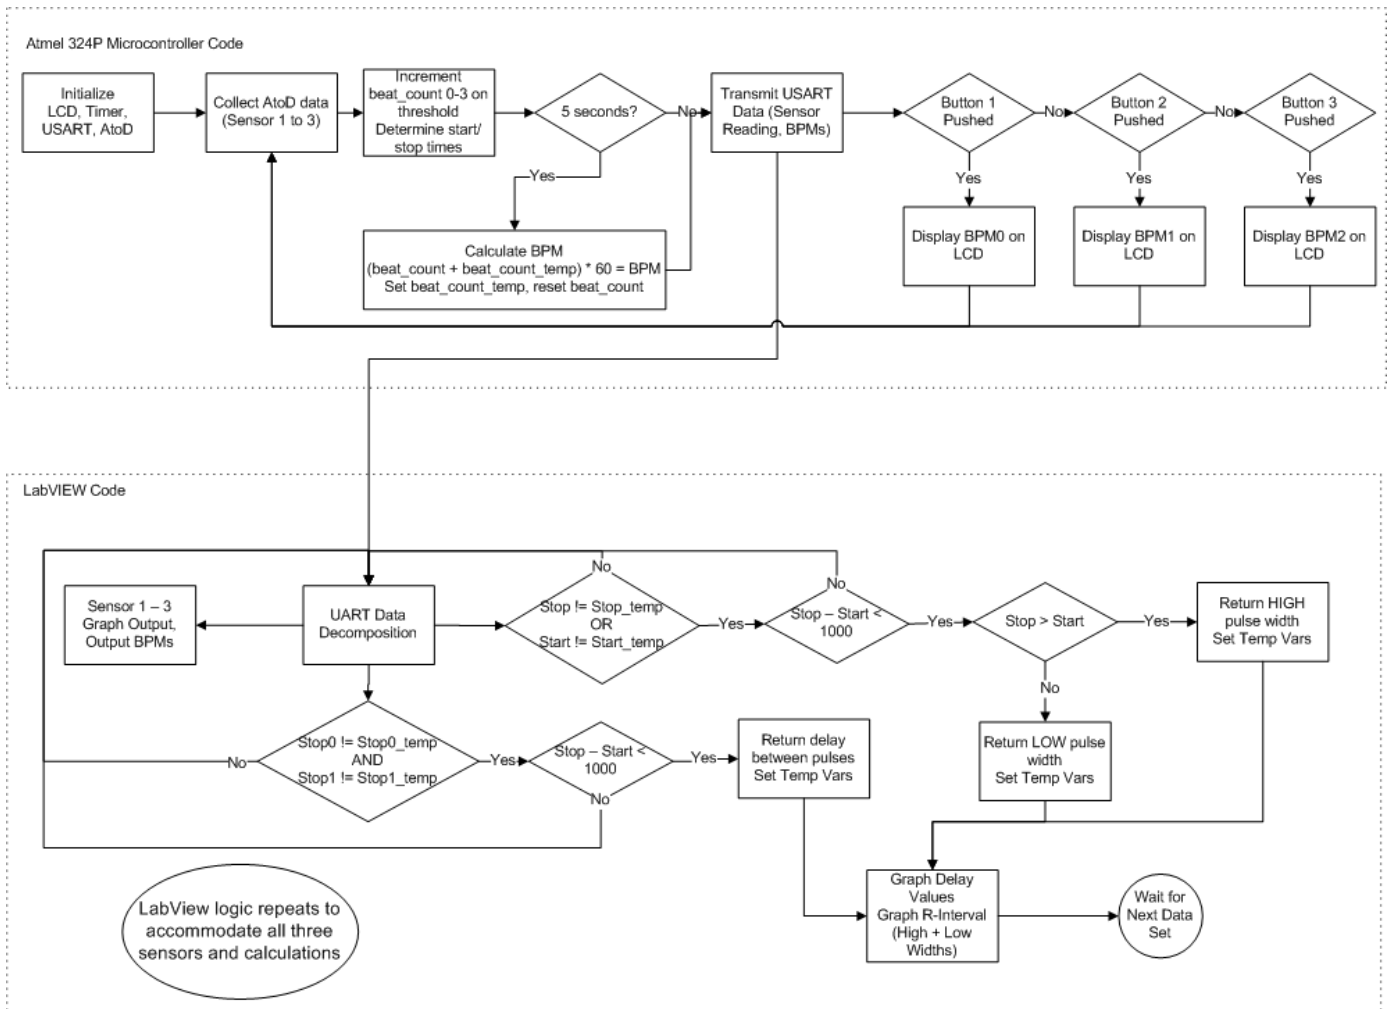 Atmel 324P Microcontroller Code
Initialize
LCD, Timer,
USART, AtoD
Collect AtoD data
(Sensor 1 to 3)
Increment
beat_count 0-3 on
threshold
Determine start/
stop times
5 seconds?
No
Yes
Calculate BPM
(beat_count + beat_count_temp) * 60 = BPM
Set beat_count_temp, reset beat_count
Transmit USART
Data (Sensor
Reading, BPMs)
Button 1
Pushed
No
Button 2
Pushed
No
Button 3
Pushed
Yes
Yes
Yes
Display BPM0 on
LCD
Display BPM1 on
LCD
Display BPM2 on
LCD
LabVIEW Code
Sensor 1 – 3
Graph Output,
Output BPMs
UART Data
Decomposition
No
Stop != Stop_temp
OR
Start != Start_temp
Yes
No
Stop – Start <
1000
Yes
Stop > Start
Yes
Return HIGH
pulse width
Set Temp Vars
No
Return LOW pulse
width
Set Temp Vars
No
Stop0 != Stop0_temp
AND
Stop1 != Stop1_temp
Yes
Stop – Start <
1000
No
Yes
Return delay
between pulses
Set Temp Vars
Graph Delay
Values
Graph R-Interval
(High + Low
Widths)
Wait for
Next Data
Set
LabView logic repeats to
accommodate all three
sensors and calculations